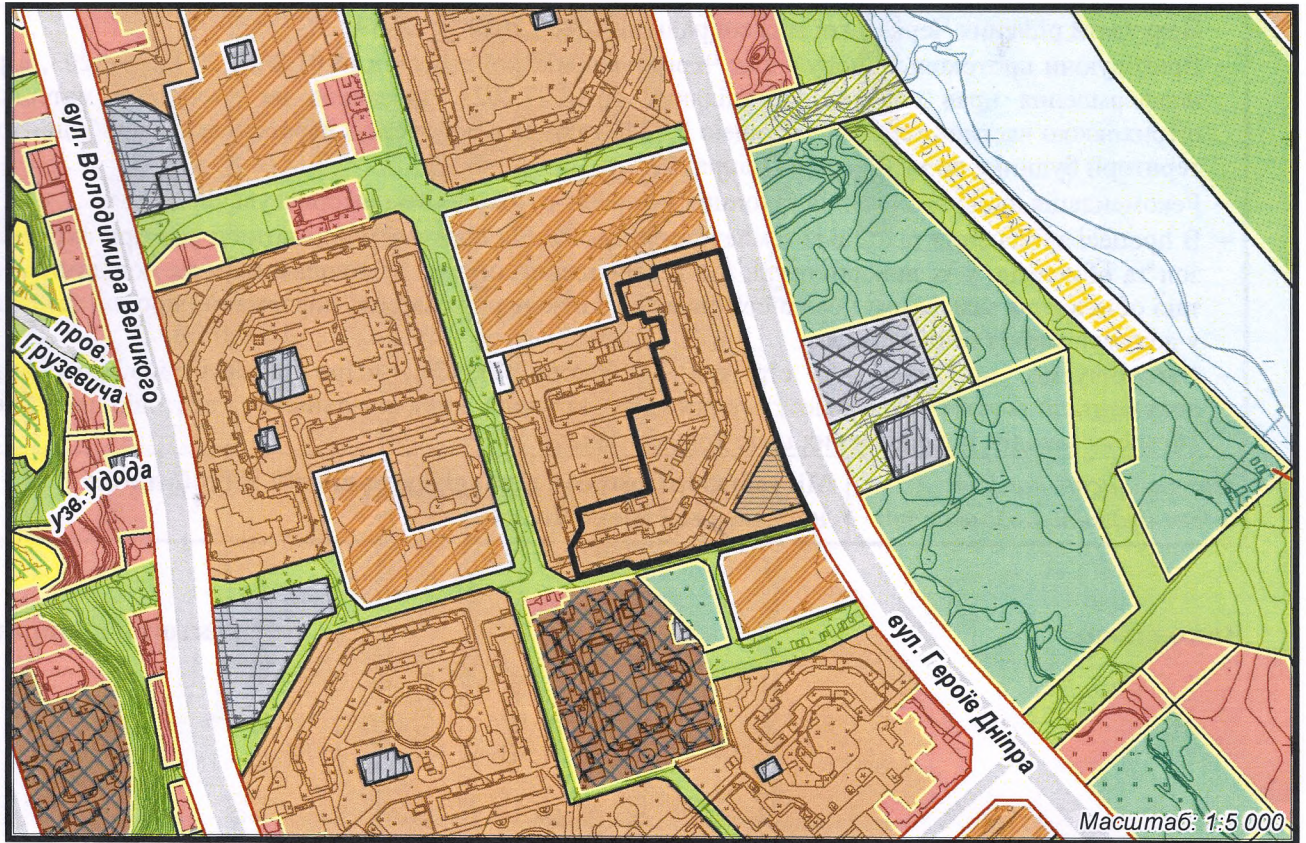 вул. Володимира Великого
пров.
Грузевича
узв. Удода
вул. Героїв Дніпра
Масштаб: 1:5 000